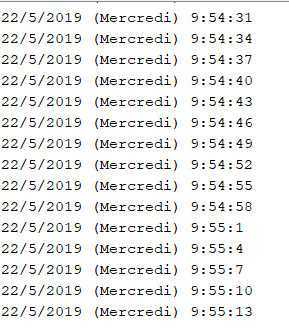 22/5/2019 (Mercredi) 9:54:31
22/5/2019 (Mercredi) 9:54:34
22/5/2019 (Mercredi) 9:54:37
22/5/2019 (Mercredi) 9:54:40
22/5/2019 (Mercredi) 9:54:43
22/5/2019 (Mercredi) 9:54:46
22/5/2019 (Mercredi) 9:54:49
22/5/2019 (Mercredi) 9:54:52
22/5/2019 (Mercredi) 9:54:55
22/5/2019 (Mercredi) 9:54:58
22/5/2019 (Mercredi) 9:55:1
22/5/2019 (Mercredi) 9:55:4
22/5/2019 (Mercredi) 9:55:7
22/5/2019 (Mercredi) 9:55:10
22/5/2019 (Mercredi) 9:55:13